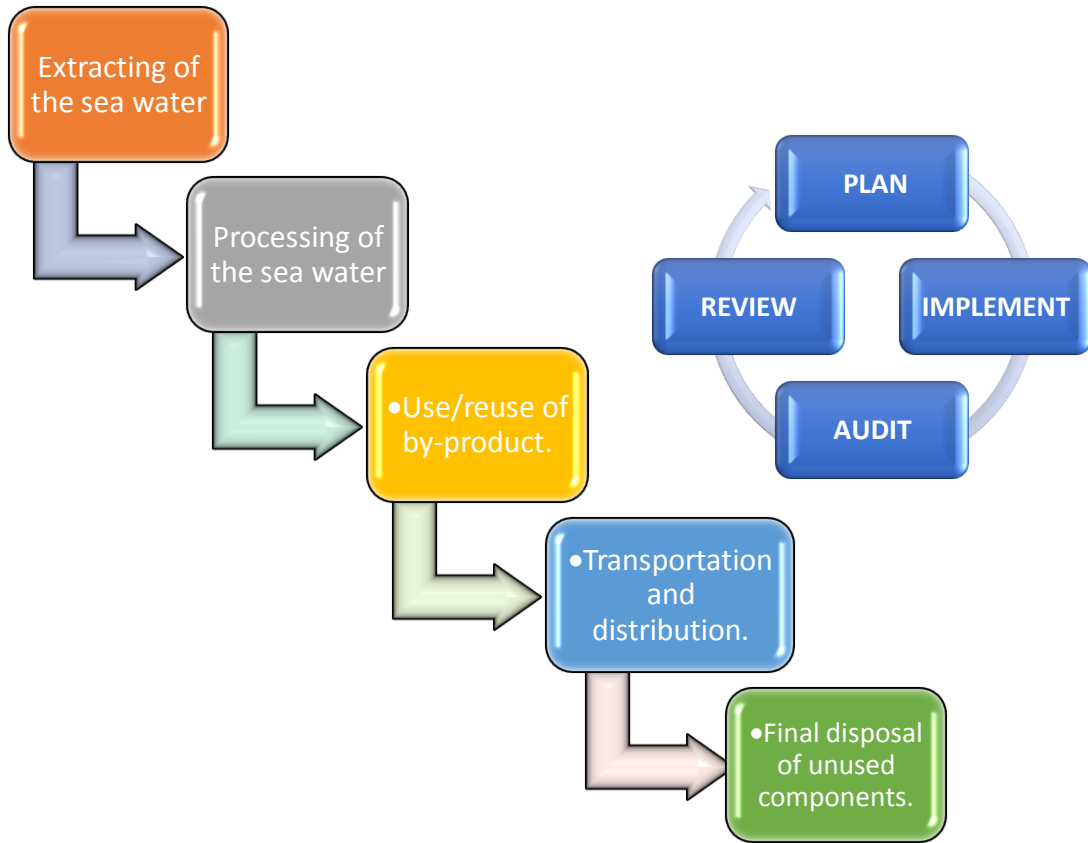 Extracting of
the sea water
Processing of
the sea water
•Use/reuse of
by-product.
•Transportation
and
distribution.
•Final disposal
of unused
components.
PLAN
IMPLEMENT
AUDIT
REVIEW